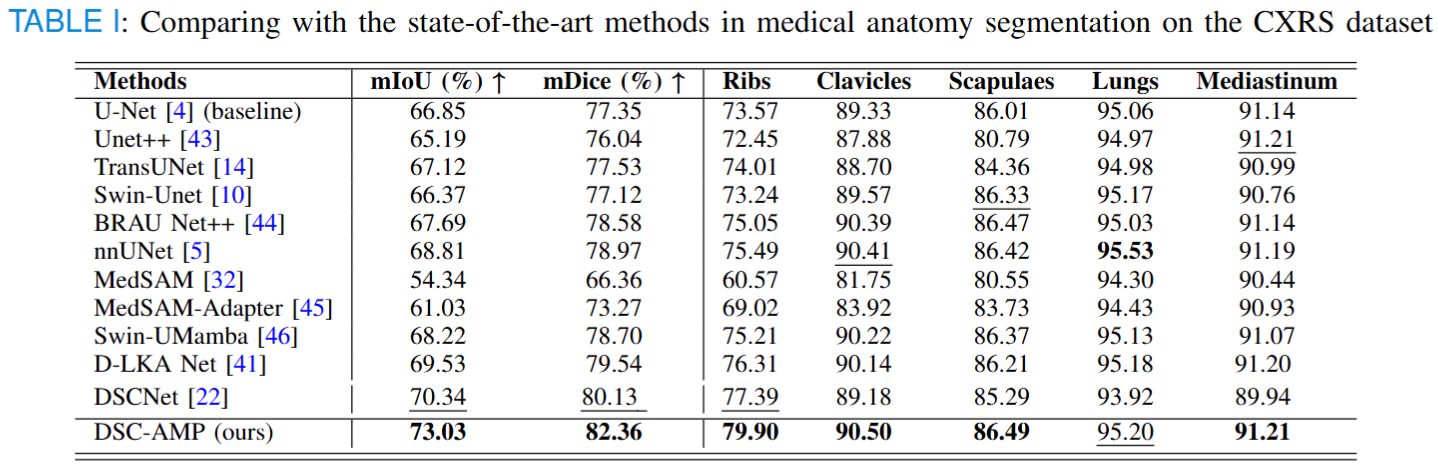 TABLE I: Comparing with the state-of-the-art methods in medical anatomy segmentation on the CXRS dataset
Methods mIoU (%) ↑ mDice (%) ↑ Ribs Clavicles Scapulaes Lungs Mediastinum
U-Net [4] (baseline) 66.85 77.35 73.57 89.33 86.01 95.06 91.14
Unet++ [43] 65.19 76.04 72.45 87.88 80.79 94.97 91.21
TransUNet [14] 67.12 77.53 74.01 88.70 84.36 94.98 90.99
Swin-Unet [10] 66.37 77.12 73.24 89.57 86.33 95.17 90.76
BRAU Net++ [44] 67.69 78.58 75.05 90.39 86.47 95.03 91.14
nnUNet [5] 68.81 78.97 75.49 90.41 86.42 95.53 91.19
MedSAM [32] 54.34 66.36 60.57 81.75 80.55 94.30 90.44
MedSAM-Adapter [45] 61.03 73.27 69.02 83.92 83.73 94.43 90.93
Swin-UMamba [46] 68.22 78.70 75.21 90.22 86.37 95.13 91.07
D-LKA Net [41] 69.53 79.54 76.31 90.14 86.21 95.18 91.20
DSCNet [22] 70.34 80.13 77.39 89.18 85.29 93.92 89.94
DSC-AMP (ours) 73.03 82.36 79.90 90.50 86.49 95.20 91.21